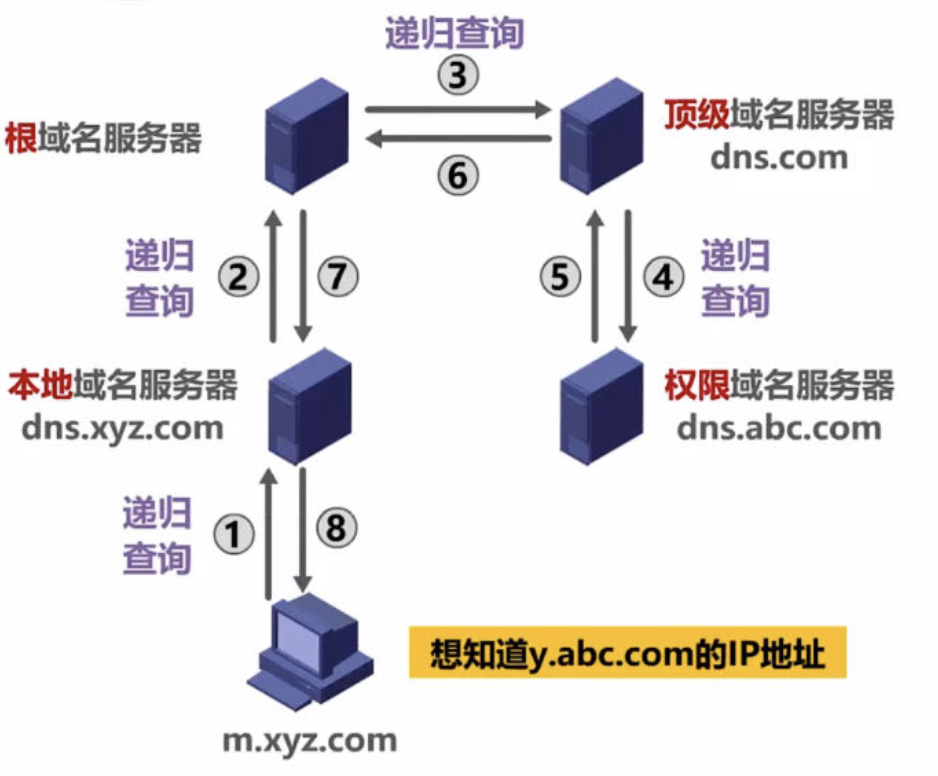 递归查询
③
根域名服务器
顶级域名服务器
dns.com
⑥
递归
查询
②
⑦
⑤
④
递归
查询
本地域名服务器
dns.xyz.com
权限域名服务器
dns.abc.com
递归
查询
①
⑧
想知道y.abc.com的IP地址
m.xyz.com